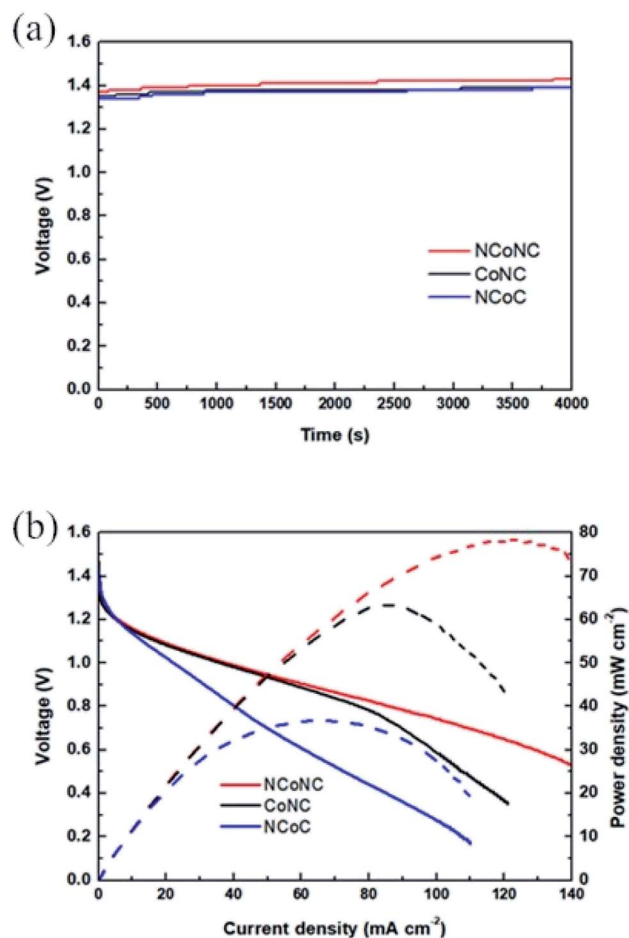 (a)
1.6
1.4
1.2
1.0
0.8
0.6
0.4
0.2
0.0
Voltage (V)
NCoNC
CoNC
NCoC
0 500 1000 1500 2000 2500 3000 3500 4000
Time (s)
(b)
1.6
1.4
1.2
1.0
0.8
0.6
0.4
0.2
0.0
Voltage (V)
80
70
60
50
40
30
20
10
0
Power density (mW cm⁻²)
NCoNC
CoNC
NCoC
0 20 40 60 80 100 120 140
Current density (mA cm⁻²)